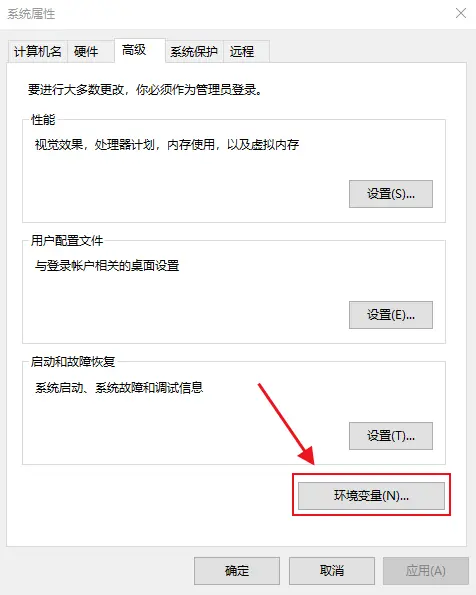 系统属性
计算机名 硬件 高级 系统保护 远程
要进行大多数更改，你必须作为管理员登录。
性能
视觉效果，处理器计划，内存使用，以及虚拟内存
设置(S)...
用户配置文件
与登录帐户相关的桌面设置
设置(E)...
启动和故障恢复
系统启动、系统故障和调试信息
设置(T)...
环境变量(N)...
确定 取消 应用(A)